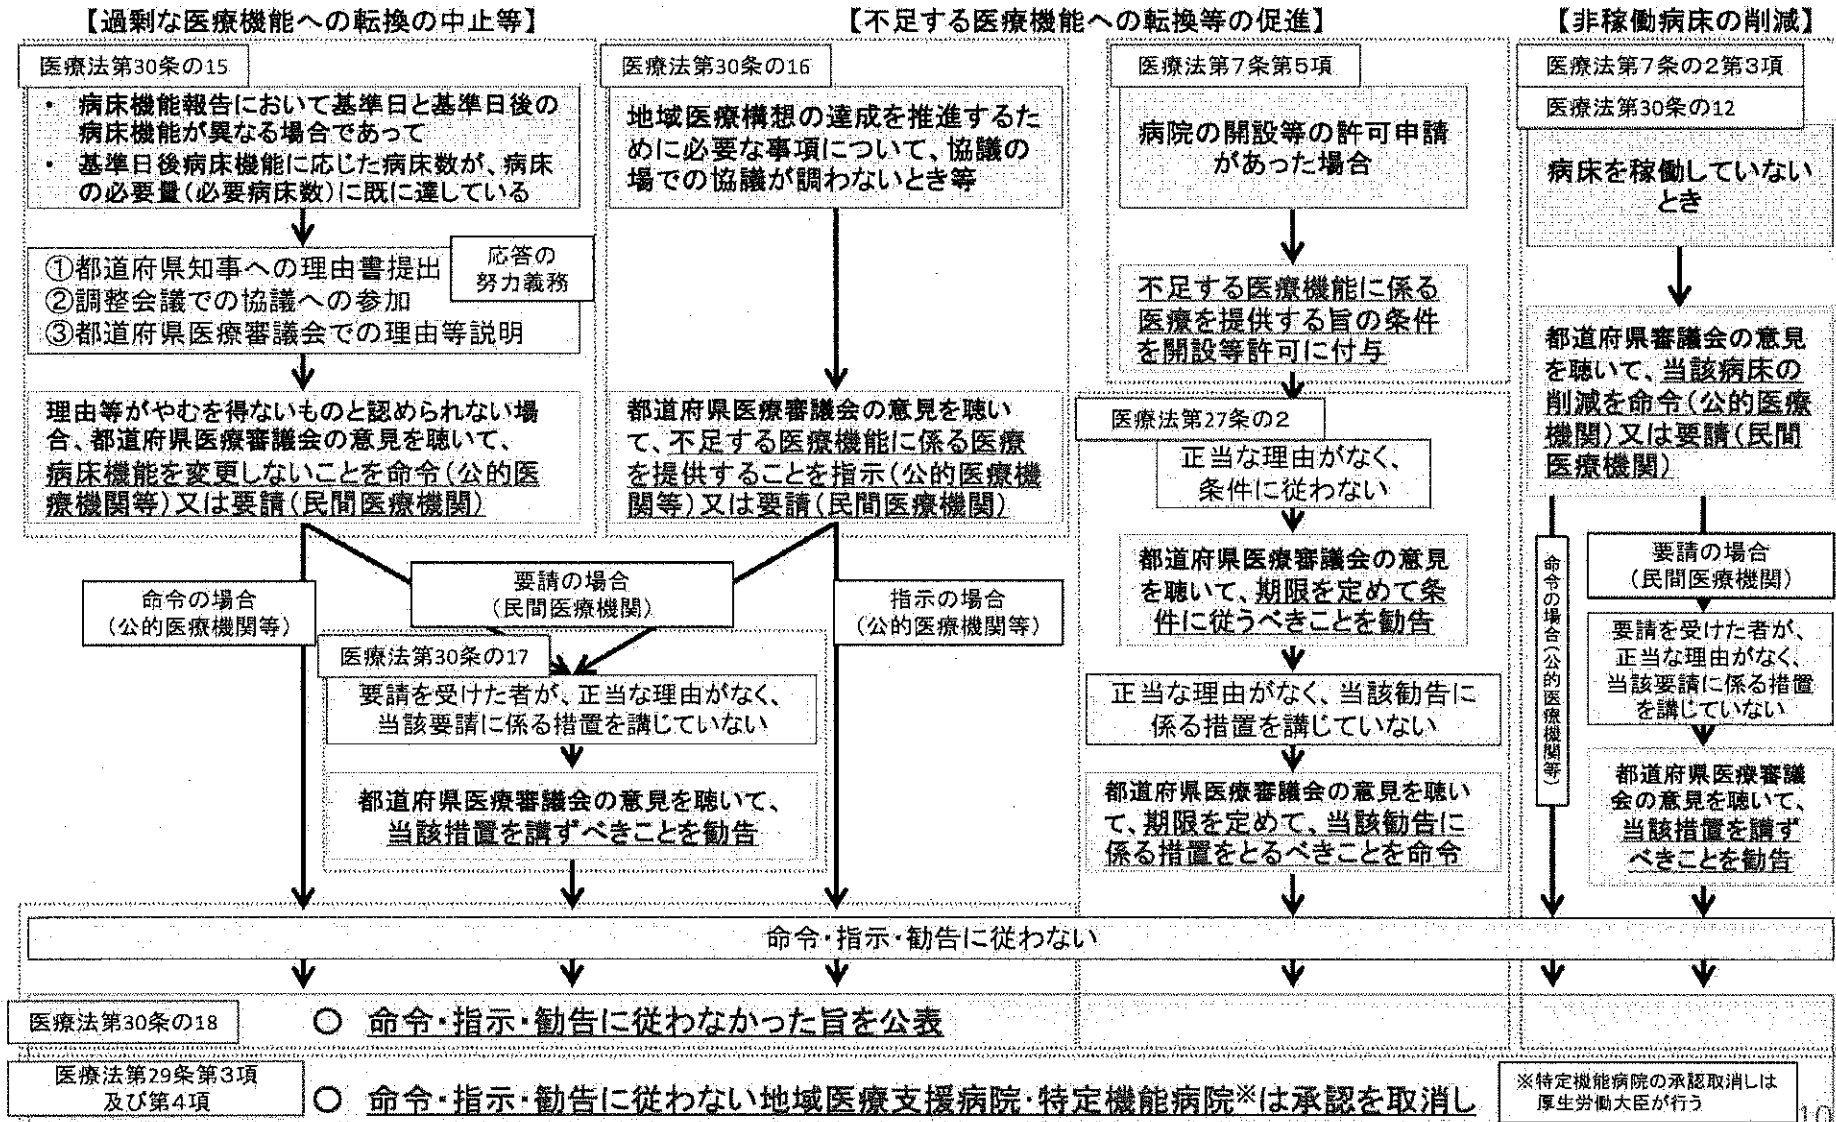 【過剰な医療機能への転換の中止等】
医療法第30条の15
・ 病床機能報告において基準日と基準日後の
病床機能が異なる場合であって
・ 基準日後病床機能に応じた病床数が、病床
の必要量(必要病床数)に既に達している
①都道府県知事への理由書提出
②調整会議での協議への参加
③都道府県医療審議会での理由等説明
応答の
努力義務
理由等がやむを得ないものと認められない場
合、都道府県医療審議会の意見を聴いて、
病床機能を変更しないことを命令(公的医
療機関等)又は要請(民間医療機関)
【不足する医療機能への転換等の促進】
医療法第30条の16
地域医療構想の達成を推進するた
めに必要な事項について、協議の
場での協議が調わないとき等
都道府県医療審議会の意見を聴い
て、不足する医療機能に係る医療
を提供することを指示(公的医療機
関等)又は要請(民間医療機関)
命令の場合
(公的医療機関等)
要請の場合
(民間医療機関)
指示の場合
(公的医療機関等)
医療法第30条の17
要請を受けた者が、正当な理由がなく、
当該要請に係る措置を講じていない
都道府県医療審議会の意見を聴いて、
当該措置を講ずべきことを勧告
医療法第7条第5項
病院の開設等の許可申請
があった場合
不足する医療機能に係る
医療を提供する旨の条件
を開設等許可に付与
医療法第27条の2
正当な理由がなく、
条件に従わない
都道府県医療審議会の意見
を聴いて、期限を定めて条
件に従うべきことを勧告
正当な理由がなく、当該勧告に
係る措置を講じていない
都道府県医療審議会の意見を聴い
て、期限を定めて、当該勧告に
係る措置をとるべきことを命令
【非稼働病床の削減】
医療法第7条の2第3項
医療法第30条の12
病床を稼働していない
とき
都道府県審議会の意見
を聴いて、当該病床の
削減を命令(公的医療
機関)又は要請(民間
医療機関)
命令の場合(公的医療機関等)
要請の場合
(民間医療機関)
要請を受けた者が、
正当な理由がなく、
当該要請に係る措置
を講じていない
都道府県医療審議
会の意見を聴いて、
当該措置を講ず
べきことを勧告
命令・指示・勧告に従わない
医療法第30条の18
○ 命令・指示・勧告に従わなかった旨を公表
医療法第29条第3項
及び第4項
○ 命令・指示・勧告に従わない地域医療支援病院・特定機能病院※は承認を取消し
※特定機能病院の承認取消しは
厚生労働大臣が行う
10